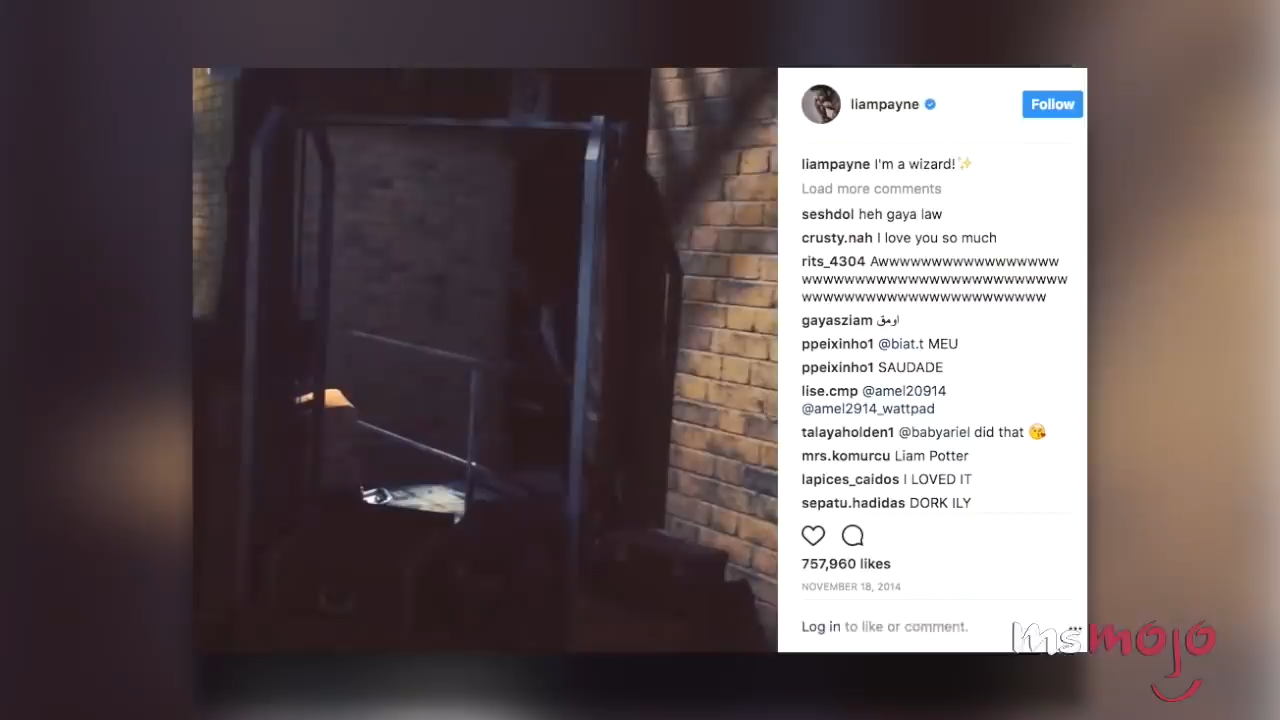 liampayne
Follow
liampayne I'm a wizard!✨
Load more comments
seshdol heh gaya law
crusty.nah I love you so much
rits_4304 Awwwwwwwwwwwwwwwww
wwwwwwwwwwwwwwwwwwwwwwwww
wwwwwwwwwwwwwwwwwwwwwww
gayasziam اومق
ppeixinho1 @biat.t MEU
ppeixinho1 SAUDADE
lise.cmp @amel20914
@amel2914_wattpad
talayaholden1 @babyariel did that 😘
mrs.komurcu Liam Potter
lapices_caidos I LOVED IT
sepatu.hadidas DORK ILY
757,960 likes
NOVEMBER 18, 2014
Log in to like or comment.
msmojo